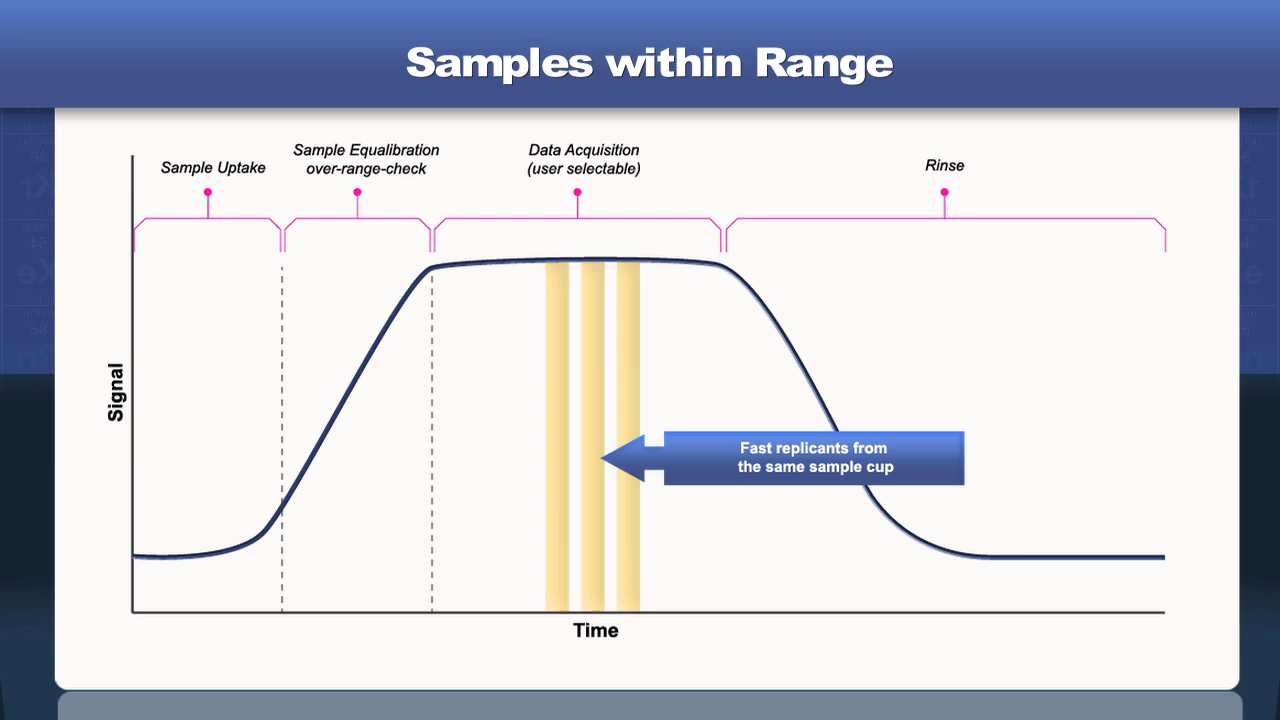 Samples within Range
Sample Uptake
Sample Equalibration
over-range-check
Data Acquisition
(user selectable)
Rinse
Signal
Fast replicants from
the same sample cup
Time